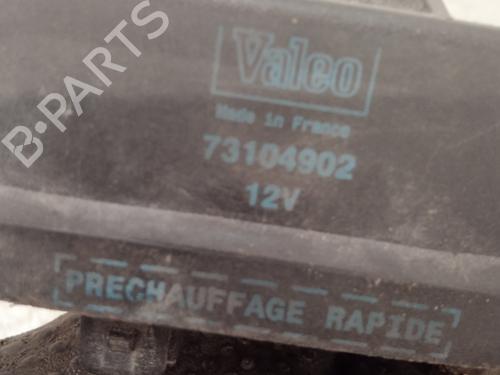 Valeo
Made in France
73104902
12V
PRECHAUFFAGE RAPIDE
B-PARTS